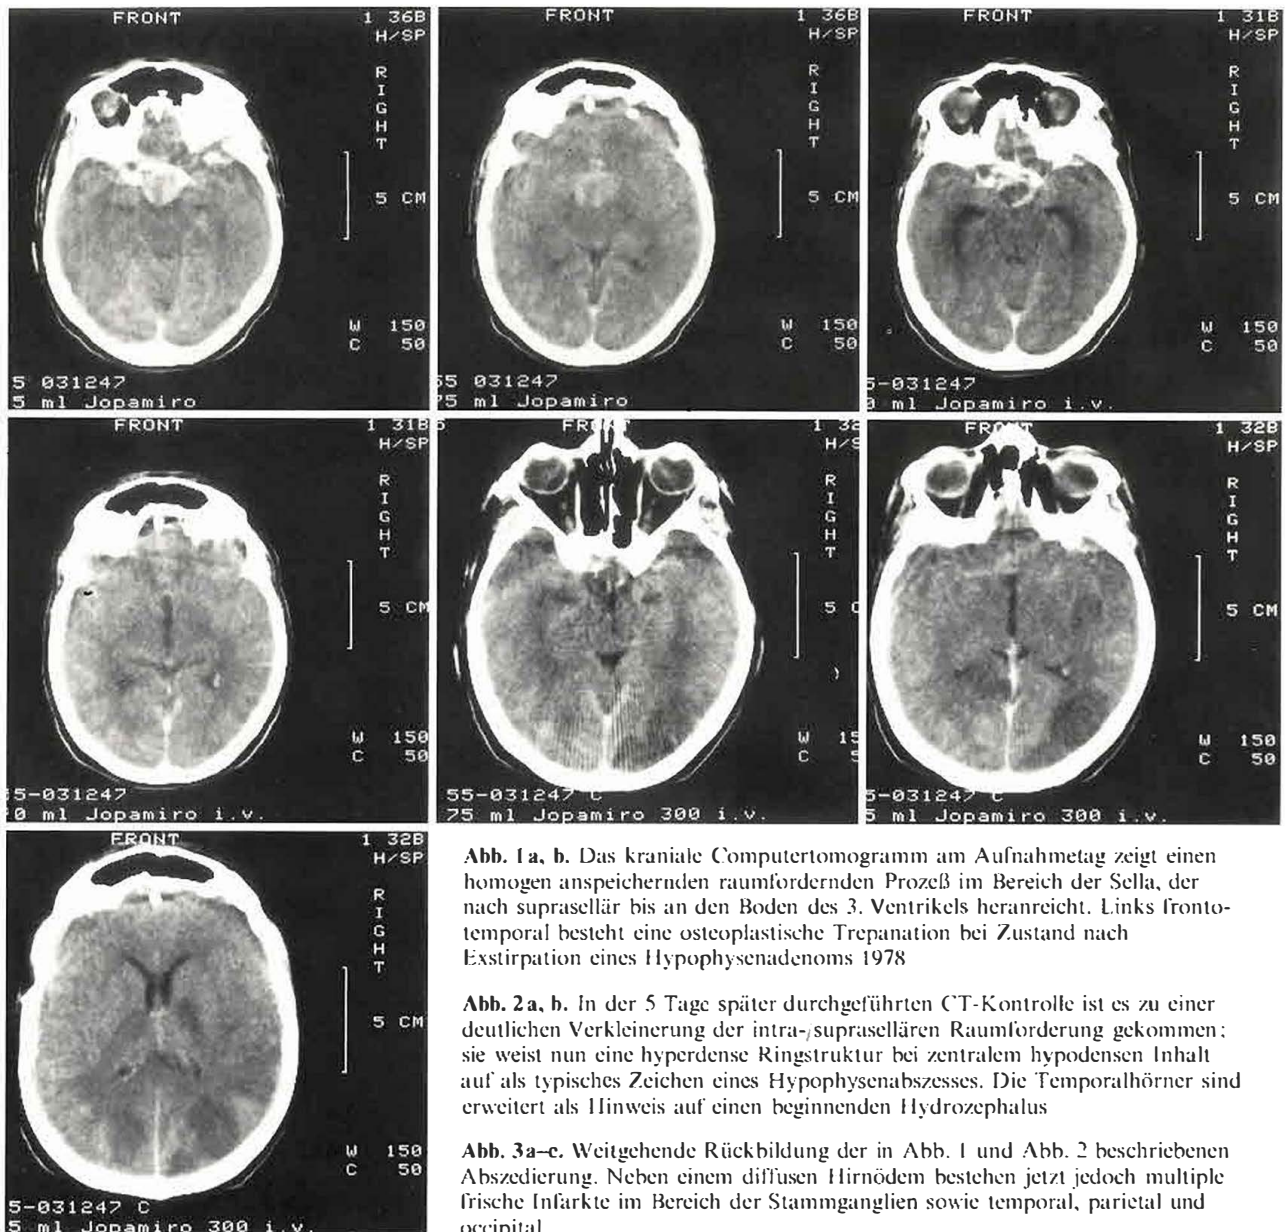 FRONT
1 36B
H/SP
R
I
G
H
T
5 CM
W 150
C 50
5 031247
5 ml Jopamiro
FRONT
1 36B
H/SP
R
I
G
H
T
5 CM
W 150
C 50
55 031247
75 ml Jopamiro
FRONT
1 31B
H/SP
R
I
G
H
T
5 CM
W 150
C 50
5-031247
0 ml Jopamiro i.v.
FRONT
1 31B
H/SP
R
I
G
H
T
5 CM
W 150
C 50
55-031247
0 ml Jopamiro i.v.
FRONT
1 32
H/S
R
I
G
H
T
5 C
W 15
C 5
55-031247 C
75 ml Jopamiro 300 i.v.
FRONT
1 32B
H/SP
R
I
G
H
T
5 CM
W 150
C 50
5-031247 C
5 ml Jopamiro 300 i.v.
FRONT
1 32B
H/SP
R
I
G
H
T
5 CM
W 150
C 50
5-031247 C
5 ml Jopamiro 300 i.v.
Abb. 1a, b. Das kraniale Computertomogramm am Aufnahmetag zeigt einen
homogen anspeichernden raumfordernden Prozeß im Bereich der Sella, der
nach suprasellär bis an den Boden des 3. Ventrikels heranreicht. Links fronto-
temporal besteht eine osteoplastische Trepanation bei Zustand nach
Exstirpation eines Hypophysenadenoms 1978
Abb. 2a, b. In der 5 Tage später durchgeführten CT-Kontrolle ist es zu einer
deutlichen Verkleinerung der intra-/suprasellären Raumforderung gekommen;
sie weist nun eine hyperdense Ringstruktur bei zentralem hypodensen Inhalt
auf als typisches Zeichen eines Hypophysenabszesses. Die Temporalhörner sind
erweitert als Hinweis auf einen beginnenden Hydrozephalus
Abb. 3a–c. Weitgehende Rückbildung der in Abb. 1 und Abb. 2 beschriebenen
Abszedierung. Neben einem diffusen Hirnödem bestehen jetzt jedoch multiple
frische Infarkte im Bereich der Stammganglien sowie temporal, parietal und
occipital